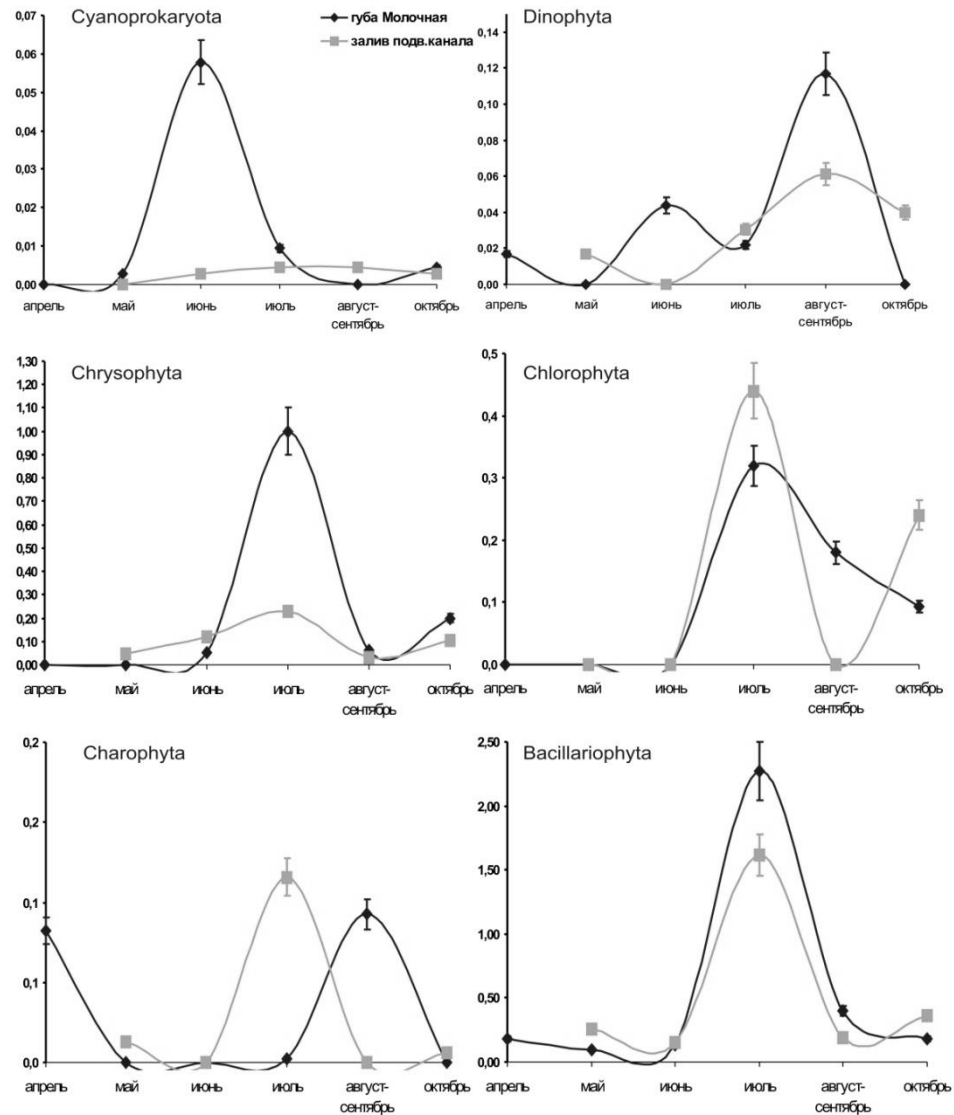 Cyanoprokaryota
губа Молочная
залив подв.канала
0,07
0,06
0,05
0,04
0,03
0,02
0,01
0,00
апрель май июнь июль август- октябрь
сентябрь
Dinophyta
0,14
0,12
0,10
0,08
0,06
0,04
0,02
0,00
апрель май июнь июль август- октябрь
сентябрь
Chrysophyta
1,30
1,20
1,10
1,00
0,90
0,80
0,70
0,60
0,50
0,40
0,30
0,20
0,10
0,00
апрель май июнь июль август- октябрь
сентябрь
Chlorophyta
0,5
0,4
0,3
0,2
0,1
0,0
апрель май июнь июль август- октябрь
сентябрь
Charophyta
0,2
0,2
0,1
0,1
0,0
апрель май июнь июль август- октябрь
сентябрь
Bacillariophyta
2,50
2,00
1,50
1,00
0,50
0,00
апрель май июнь июль август- октябрь
сентябрь